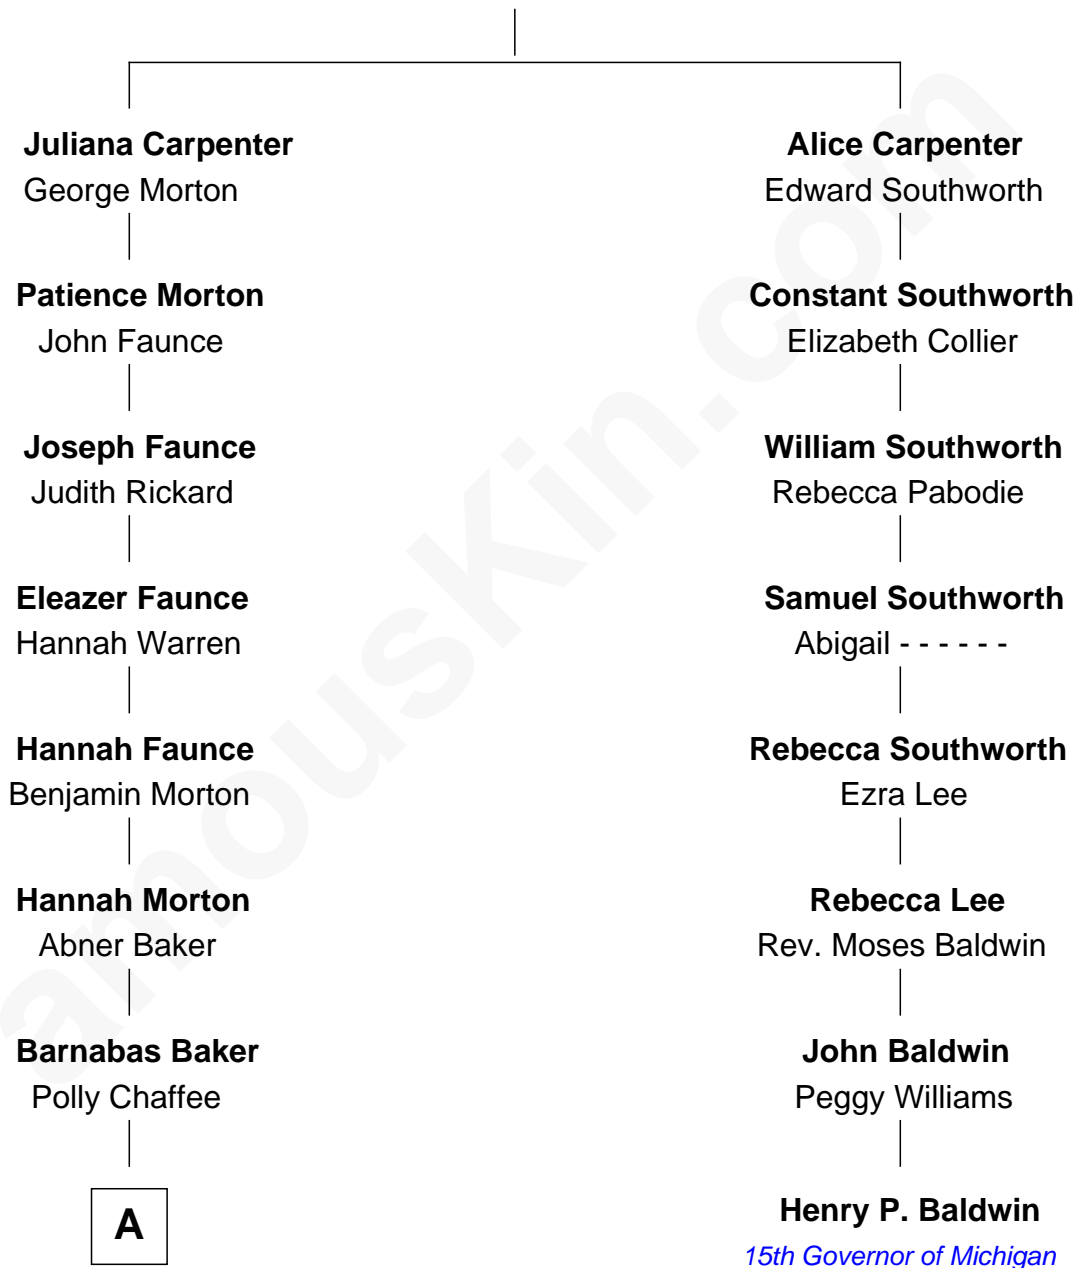 Juliana Carpenter
George Morton
Patience Morton
John Faunce
Joseph Faunce
Judith Rickard
Eleazer Faunce
Hannah Warren
Hannah Faunce
Benjamin Morton
Hannah Morton
Abner Baker
Barnabas Baker
Polly Chaffee
A
Alice Carpenter
Edward Southworth
Constant Southworth
Elizabeth Collier
William Southworth
Rebecca Pabodie
Samuel Southworth
Abigail - - - - - -
Rebecca Southworth
Ezra Lee
Rebecca Lee
Rev. Moses Baldwin
John Baldwin
Peggy Williams
Henry P. Baldwin
15th Governor of Michigan
amousKin.com